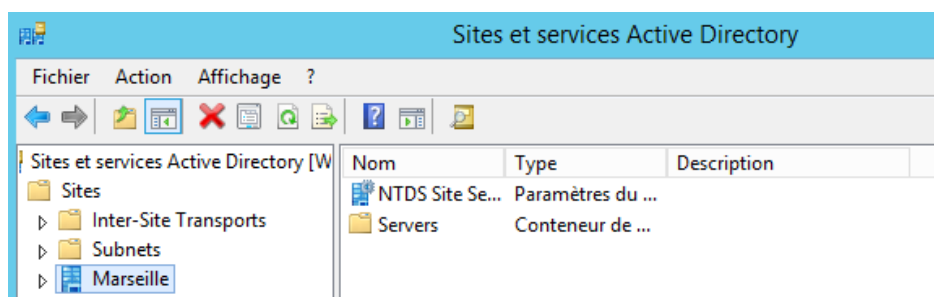 Sites et services Active Directory
Fichier Action Affichage ?
Sites et services Active Directory [W
Nom Type Description
Sites
NTDS Site Se... Paramètres du ...
Inter-Site Transports
Servers Conteneur de ...
Subnets
Marseille